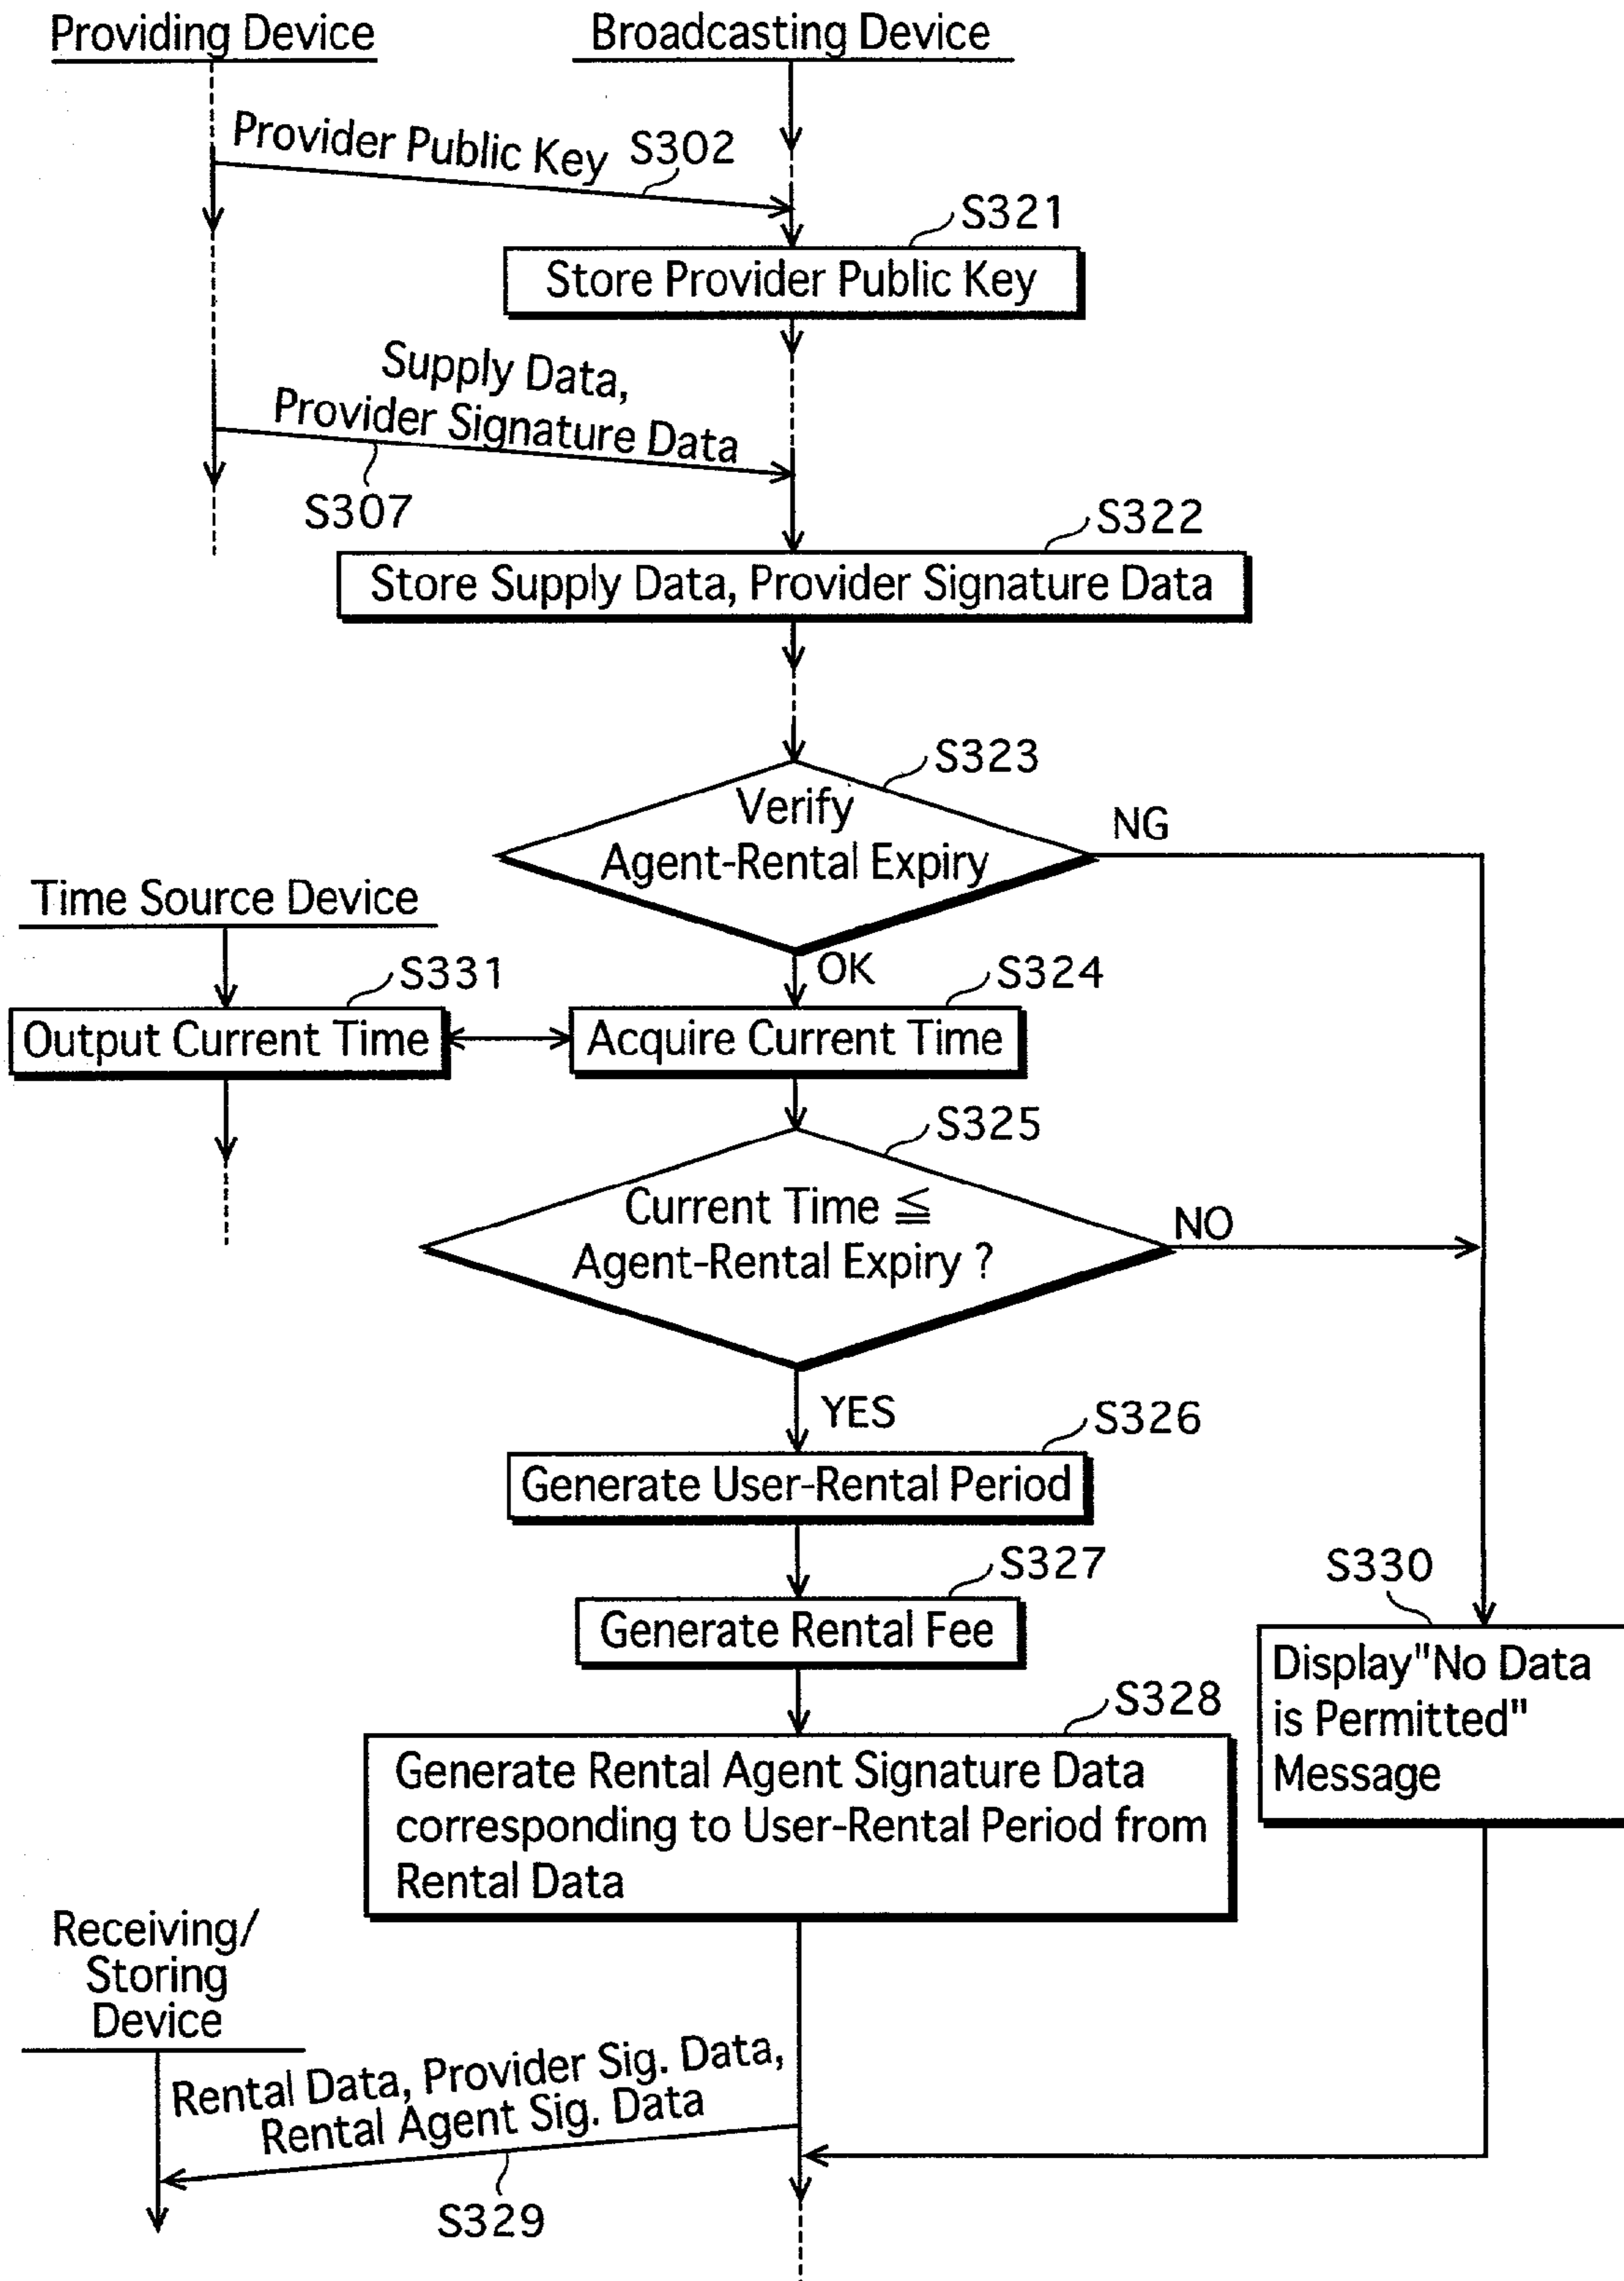 Providing Device
Broadcasting Device
Provider Public Key
S302
S321
Store Provider Public Key
Supply Data,
Provider Signature Data
S307
S322
Store Supply Data, Provider Signature Data
S323
Verify
Agent-Rental Expiry
NG
Time Source Device
OK
S331
S324
Output Current Time
Acquire Current Time
S325
Current Time ≦
Agent-Rental Expiry ?
NO
YES
S326
Generate User-Rental Period
S327
Generate Rental Fee
S330
Display"No Data
is Permitted"
Message
S328
Generate Rental Agent Signature Data
corresponding to User-Rental Period from
Rental Data
Receiving/
Storing
Device
Rental Data, Provider Sig. Data,
Rental Agent Sig. Data
S329